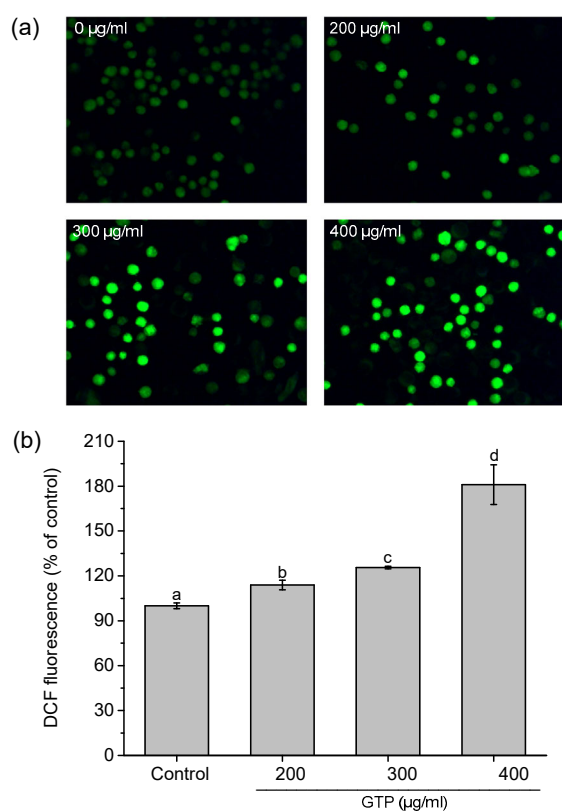 (a)
0 µg/ml
200 µg/ml
300 µg/ml
400 µg/ml
(b)
DCF fluorescence (% of control)
210
180
150
120
90
60
30
0
a
b
c
d
Control
200
300
400
GTP (µg/ml)